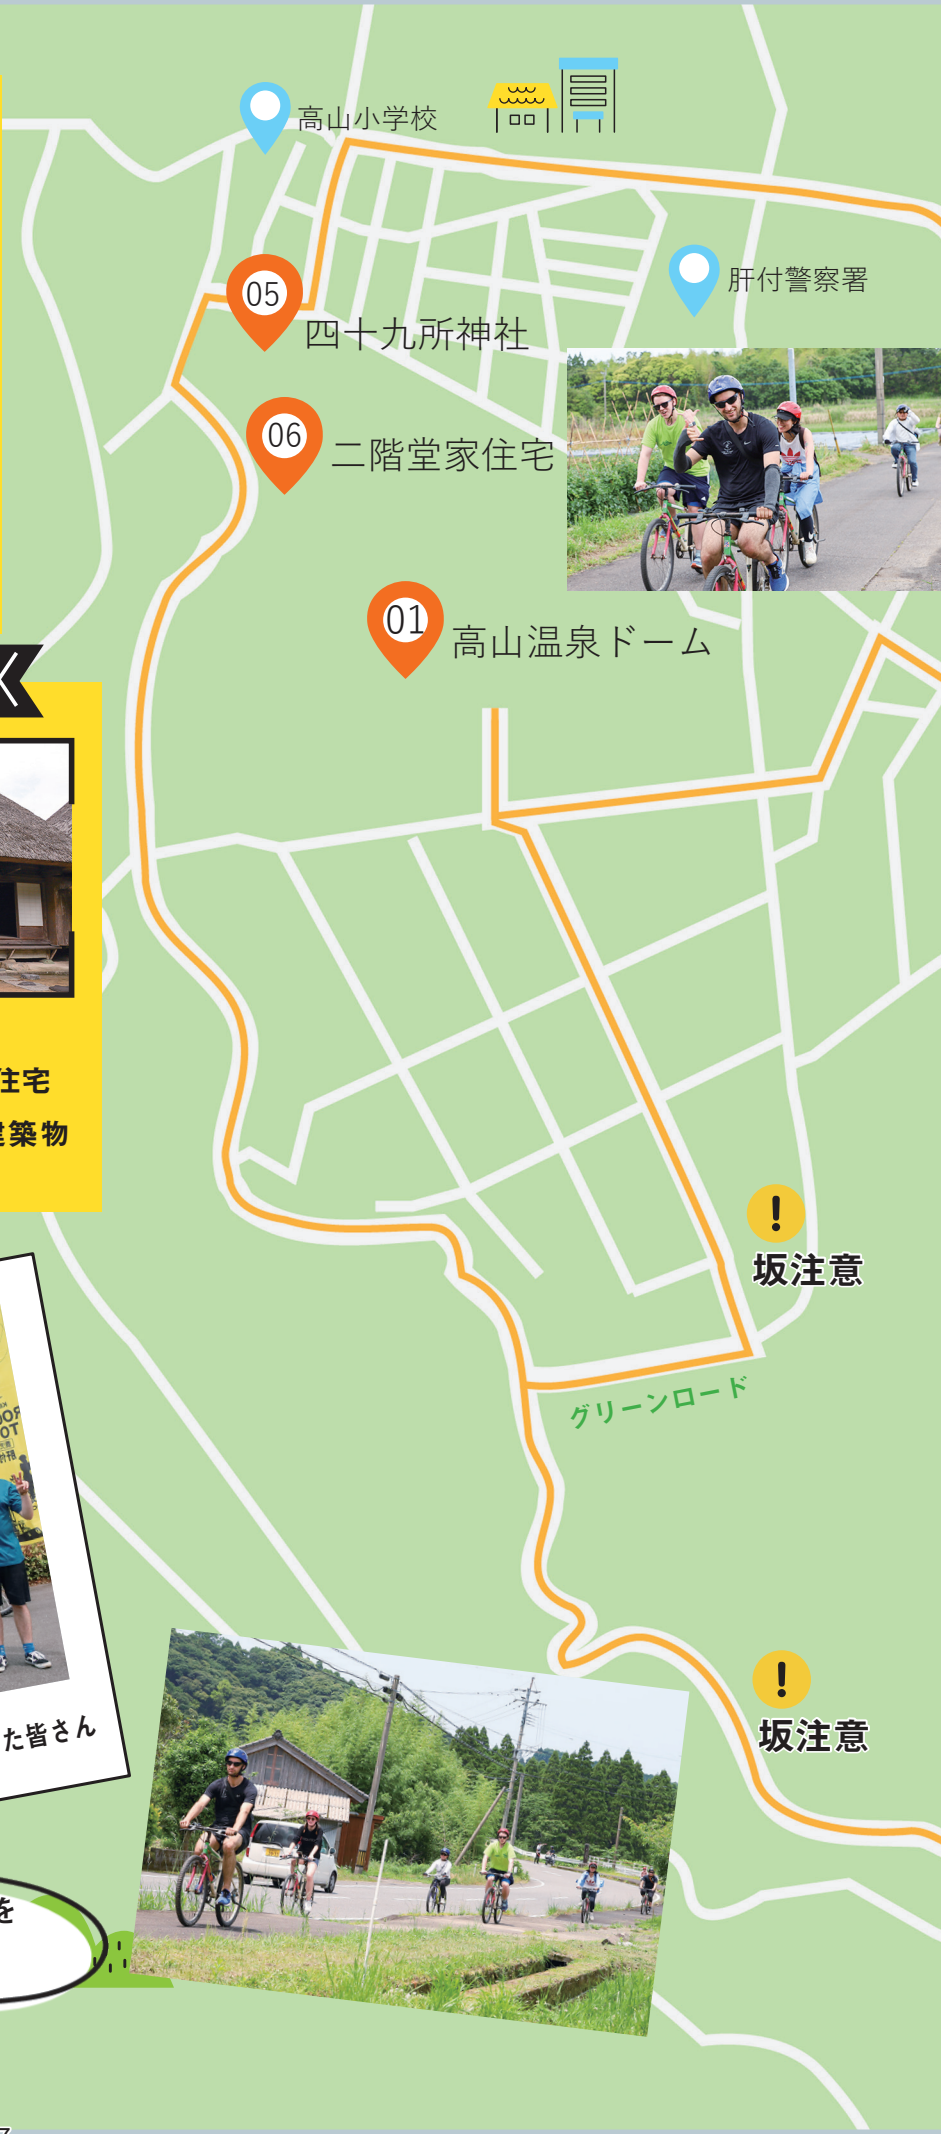 高山小学校
05
四十九所神社
肝付警察署
06
二階堂家住宅
01
高山温泉ドーム
住宅
建築物
!
坂注意
グリーンロード
!
坂注意
た皆さん
を